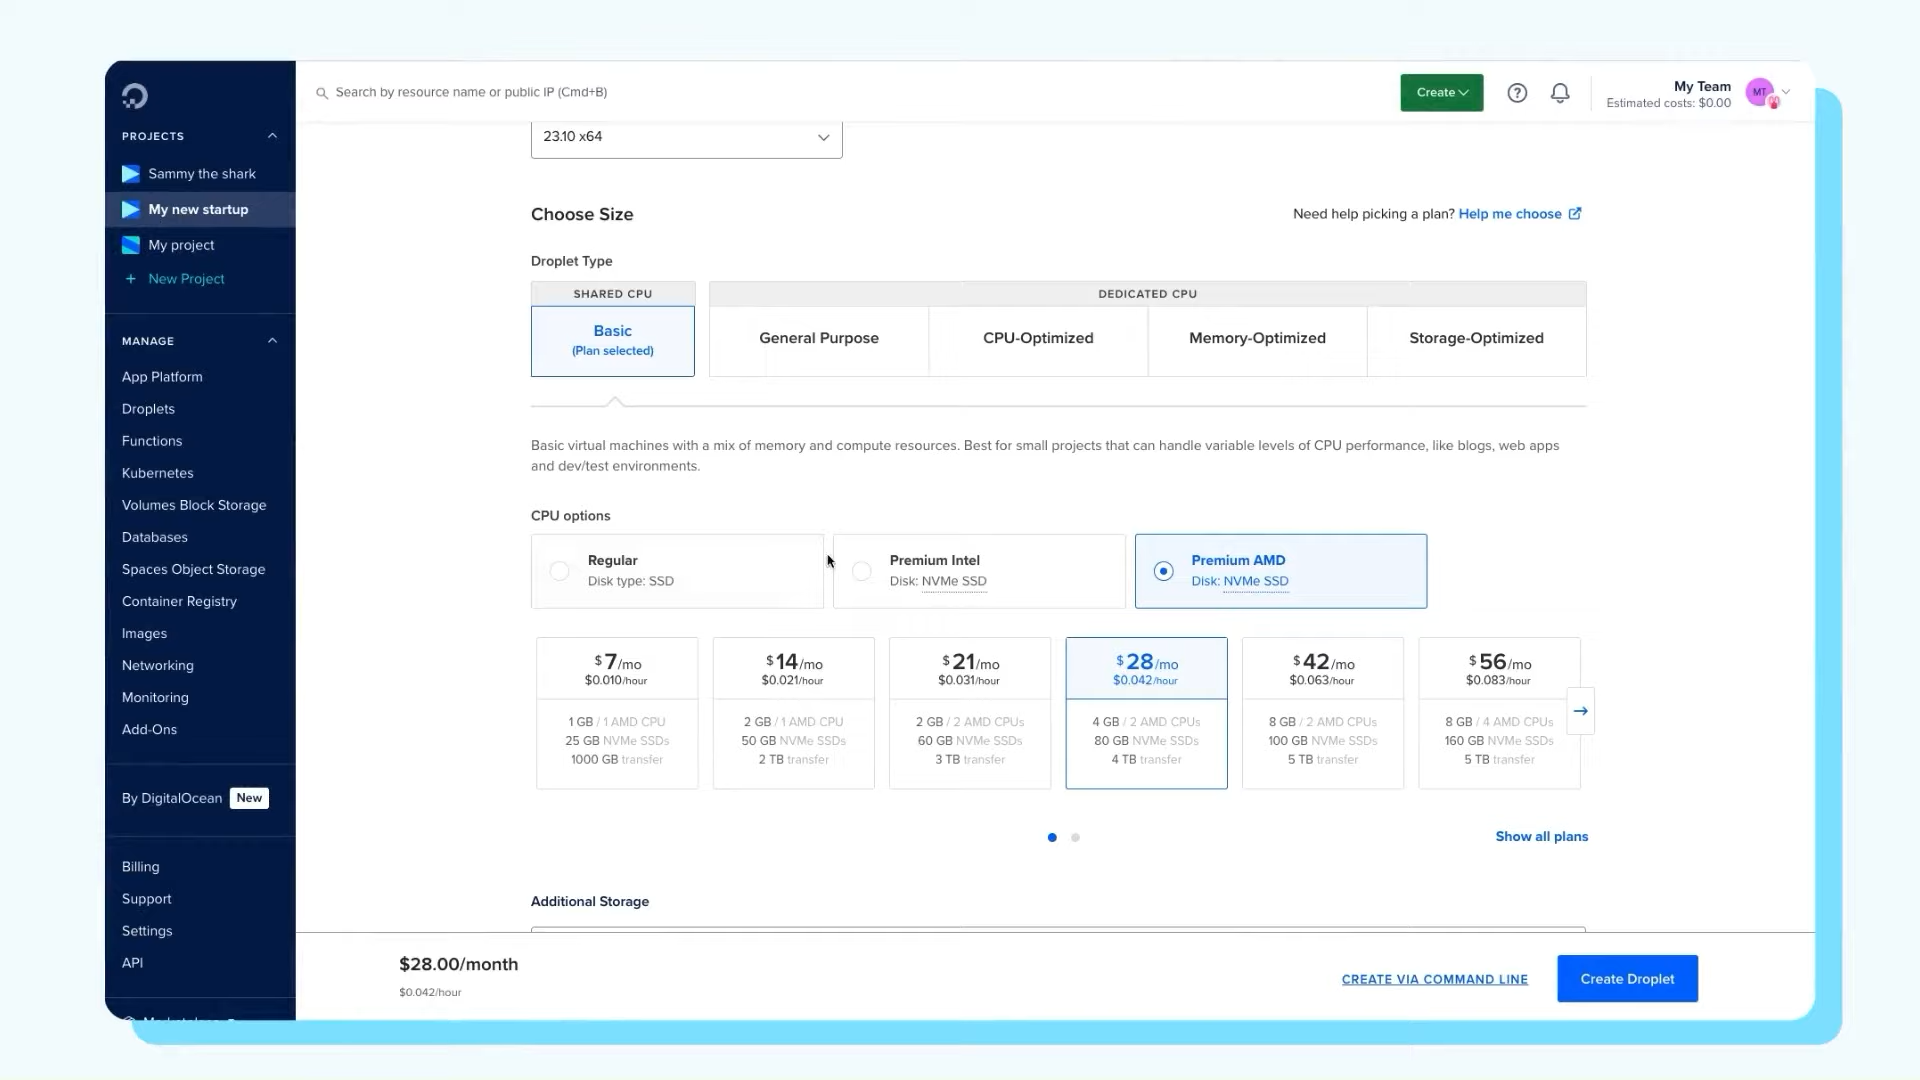 PROJECTS
Sammy the shark
My new startup
My project
+ New Project
MANAGE
App Platform
Droplets
Functions
Kubernetes
Volumes Block Storage
Databases
Spaces Object Storage
Container Registry
Images
Networking
Monitoring
Add-Ons
By DigitalOcean New
Billing
Support
Settings
API
Search by resource name or public IP (Cmd+B)
Create
My Team
Estimated costs: $0.00
MT
23.10 x64
Choose Size
Need help picking a plan? Help me choose
Droplet Type
SHARED CPU
DEDICATED CPU
Basic
(Plan selected)
General Purpose
CPU-Optimized
Memory-Optimized
Storage-Optimized
Basic virtual machines with a mix of memory and compute resources. Best for small projects that can handle variable levels of CPU performance, like blogs, web apps
and dev/test environments.
CPU options
Regular
Disk type: SSD
Premium Intel
Disk: NVMe SSD
Premium AMD
Disk: NVMe SSD
$7/mo
$0.010/hour
1 GB / 1 AMD CPU
25 GB NVMe SSDs
1000 GB transfer
$14/mo
$0.021/hour
2 GB / 1 AMD CPU
50 GB NVMe SSDs
2 TB transfer
$21/mo
$0.031/hour
2 GB / 2 AMD CPUs
60 GB NVMe SSDs
3 TB transfer
$28/mo
$0.042/hour
4 GB / 2 AMD CPUs
80 GB NVMe SSDs
4 TB transfer
$42/mo
$0.063/hour
8 GB / 2 AMD CPUs
100 GB NVMe SSDs
5 TB transfer
$56/mo
$0.083/hour
8 GB / 4 AMD CPUs
160 GB NVMe SSDs
5 TB transfer
Show all plans
Additional Storage
$28.00/month
$0.042/hour
CREATE VIA COMMAND LINE
Create Droplet